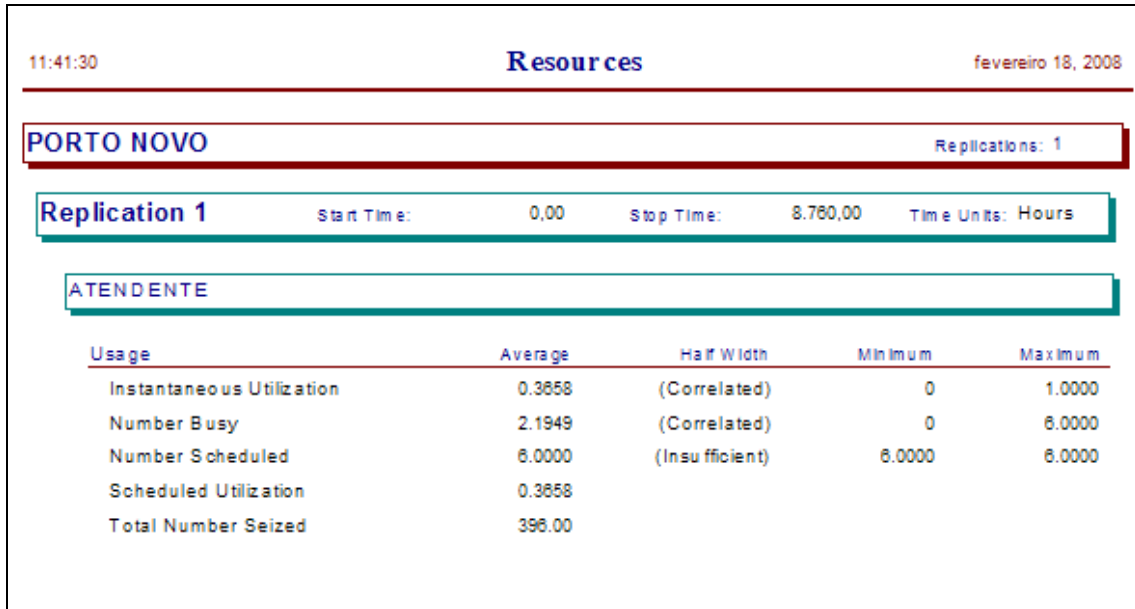 11:41:30 Resources fevereiro 18, 2008
PORTO NOVO Replications: 1
Replication 1 Start Time: 0,00 Stop Time: 8.760,00 Time Units: Hours
ATENDENTE
Usage Average Half Width Minimum Maximum
Instantaneous Utilization 0.3658 (Correlated) 0 1.0000
Number Busy 2.1949 (Correlated) 0 6.0000
Number Scheduled 6.0000 (Insufficient) 6.0000 6.0000
Scheduled Utilization 0.3658
Total Number Seized 396.00